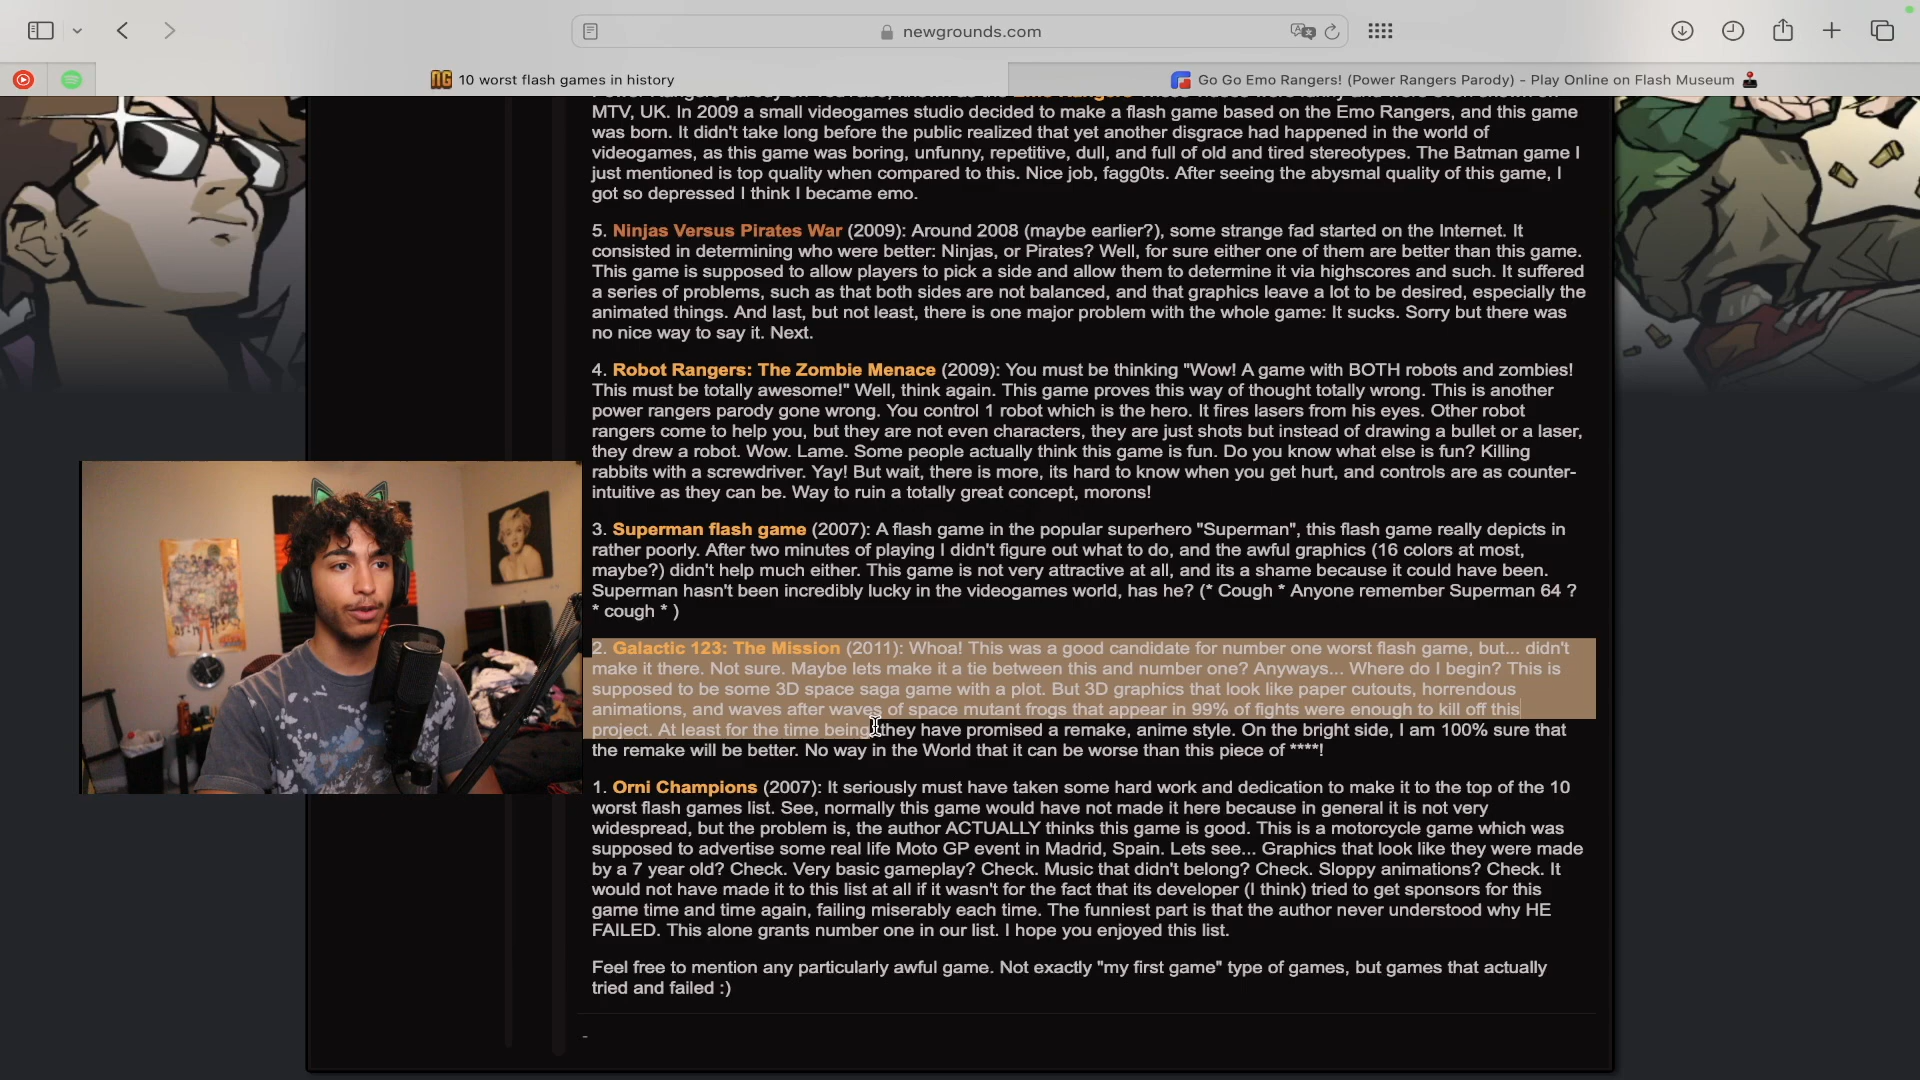 newgrounds.com
10 worst flash games in history
Go Go Emo Rangers! (Power Rangers Parody) - Play Online on Flash Museum
MTV, UK. In 2009 a small videogames studio decided to make a flash game based on the Emo Rangers, and this game
was born. It didn't take long before the public realized that yet another disgrace had happened in the world of
videogames, as this game was boring, unfunny, repetitive, dull, and full of old and tired stereotypes. The Batman game I
just mentioned is top quality when compared to this. Nice job, fagg0ts. After seeing the abysmal quality of this game, I
got so depressed I think I became emo.
5. Ninjas Versus Pirates War (2009): Around 2008 (maybe earlier?), some strange fad started on the Internet. It
consisted in determining who were better: Ninjas, or Pirates? Well, for sure either one of them are better than this game.
This game is supposed to allow players to pick a side and allow them to determine it via highscores and such. It suffered
a series of problems, such as that both sides are not balanced, and that graphics leave a lot to be desired, especially the
animated things. And last, but not least, there is one major problem with the whole game: It sucks. Sorry but there was
no nice way to say it. Next.
4. Robot Rangers: The Zombie Menace (2009): You must be thinking "Wow! A game with BOTH robots and zombies!
This must be totally awesome!" Well, think again. This game proves this way of thought totally wrong. This is another
power rangers parody gone wrong. You control 1 robot which is the hero. It fires lasers from his eyes. Other robot
rangers come to help you, but they are not even characters, they are just shots but instead of drawing a bullet or a laser,
they drew a robot. Wow. Lame. Some people actually think this game is fun. Do you know what else is fun? Killing
rabbits with a screwdriver. Yay! But wait, there is more, its hard to know when you get hurt, and controls are as counter-
intuitive as they can be. Way to ruin a totally great concept, morons!
3. Superman flash game (2007): A flash game in the popular superhero "Superman", this flash game really depicts in
rather poorly. After two minutes of playing I didn't figure out what to do, and the awful graphics (16 colors at most,
maybe?) didn't help much either. This game is not very attractive at all, and its a shame because it could have been.
Superman hasn't been incredibly lucky in the videogames world, has he? (* Cough * Anyone remember Superman 64 ?
* cough * )
2. Galactic 123: The Mission (2011): Whoa! This was a good candidate for number one worst flash game, but... didn't
make it there. Not sure. Maybe lets make it a tie between this and number one? Anyways... Where do I begin? This is
supposed to be some 3D space saga game with a plot. But 3D graphics that look like paper cutouts, horrendous
animations, and waves after waves of space mutant frogs that appear in 99% of fights were enough to kill off this
project. At least for the time being, they have promised a remake, anime style. On the bright side, I am 100% sure that
the remake will be better. No way in the World that it can be worse than this piece of ****!
1. Orni Champions (2007): It seriously must have taken some hard work and dedication to make it to the top of the 10
worst flash games list. See, normally this game would have not made it here because in general it is not very
widespread, but the problem is, the author ACTUALLY thinks this game is good. This is a motorcycle game which was
supposed to advertise some real life Moto GP event in Madrid, Spain. Lets see... Graphics that look like they were made
by a 7 year old? Check. Very basic gameplay? Check. Music that didn't belong? Check. Sloppy animations? Check. It
would not have made it to this list at all if it wasn't for the fact that its developer (I think) tried to get sponsors for this
game time and time again, failing miserably each time. The funniest part is that the author never understood why HE
FAILED. This alone grants number one in our list. I hope you enjoyed this list.
Feel free to mention any particularly awful game. Not exactly "my first game" type of games, but games that actually
tried and failed :)
-